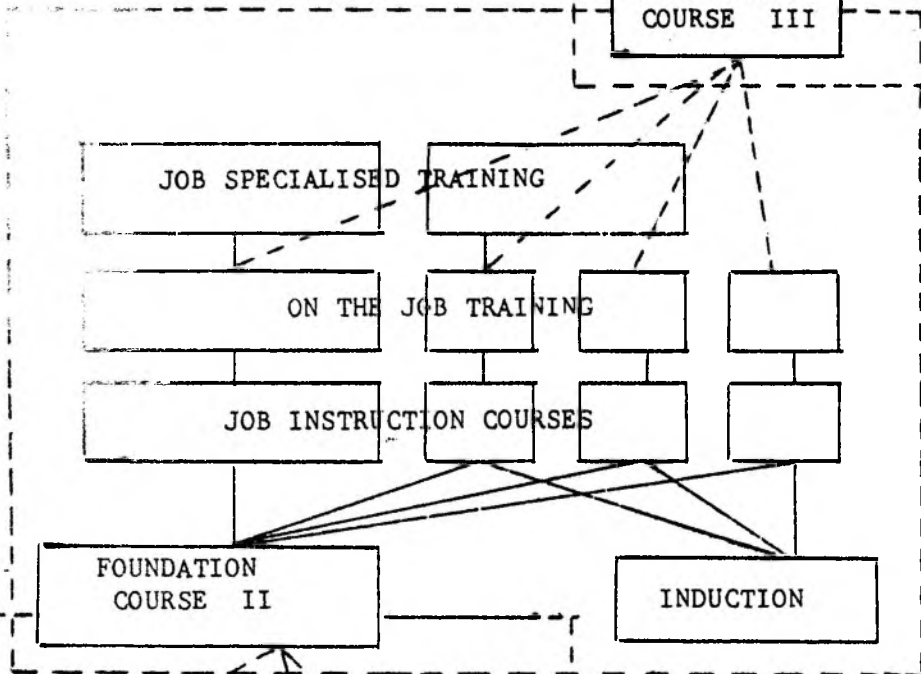 COURSE III
JOB SPECIALISED TRAINING
ON THE JOB TRAINING
JOB INSTRUCTION COURSES
FOUNDATION
COURSE II
INDUCTION